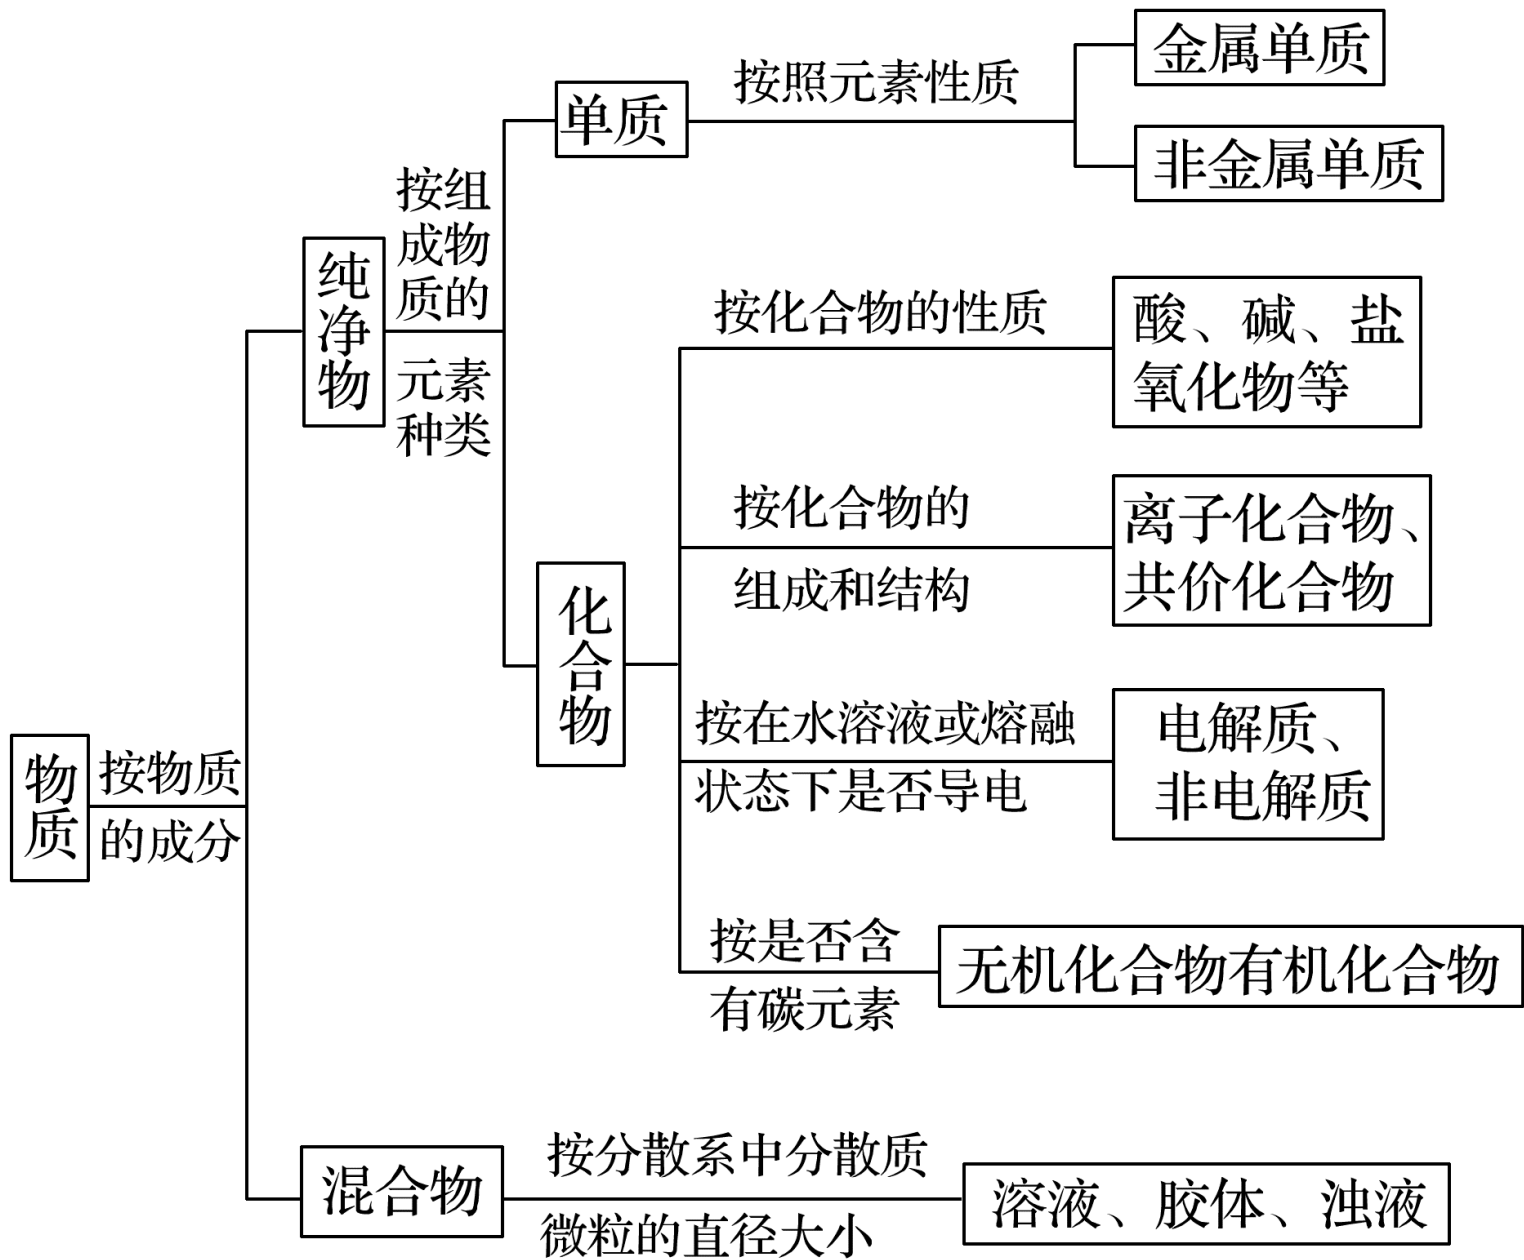 物质
按物质
的成分
纯净物
按组
成物
质的
元素
种类
单质
按照元素性质
金属单质
非金属单质
化合物
按化合物的性质
酸、碱、盐
氧化物等
按化合物的
组成和结构
离子化合物、
共价化合物
按在水溶液或熔融
状态下是否导电
电解质、
非电解质
按是否含
有碳元素
无机化合物有机化合物
混合物
按分散系中分散质
微粒的直径大小
溶液、胶体、浊液